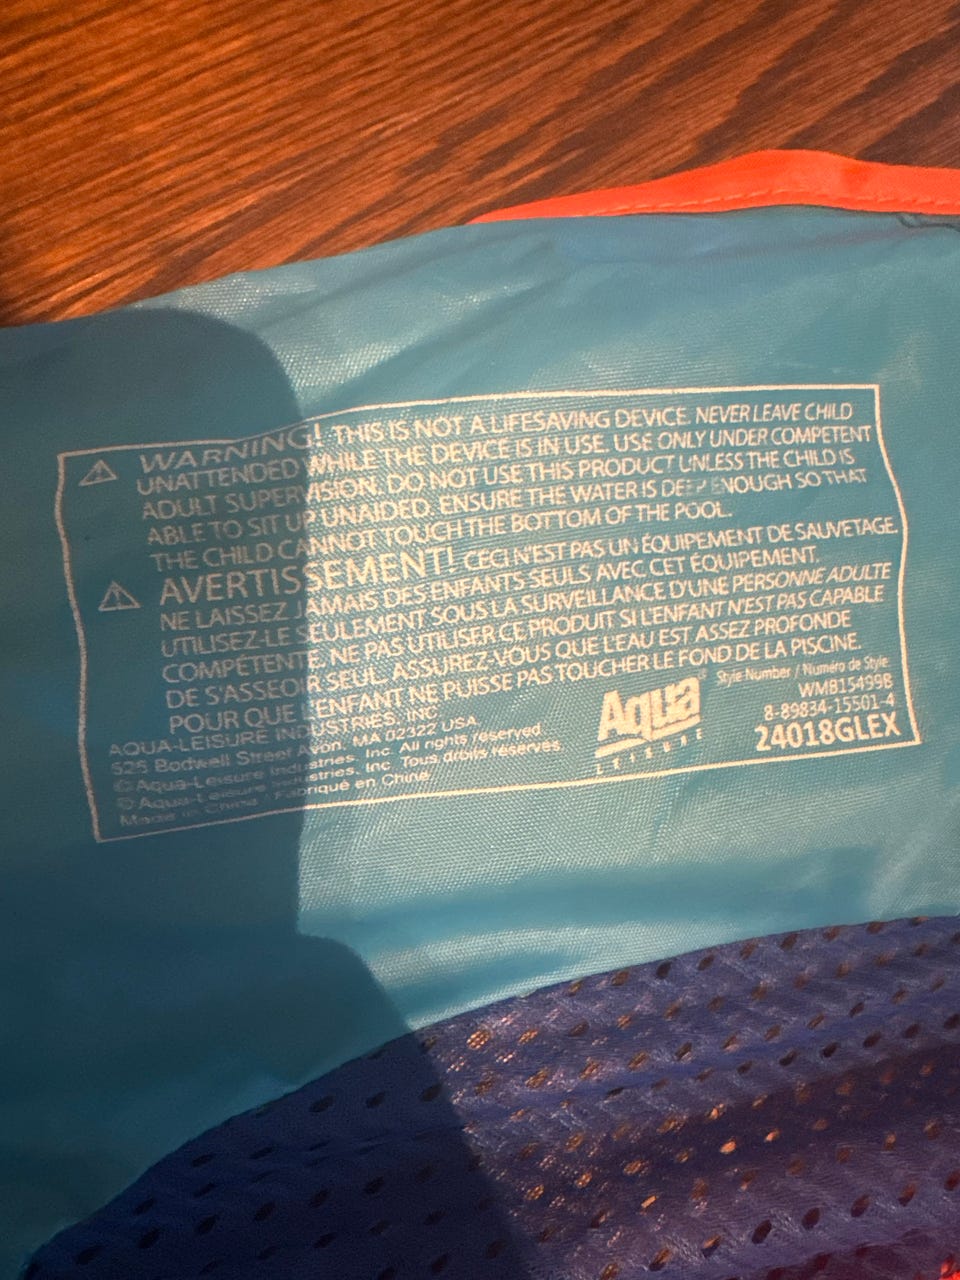 WARNING! THIS IS NOT A LIFESAVING DEVICE. NEVER LEAVE CHILD
UNATTENDED WHILE THE DEVICE IS IN USE. USE ONLY UNDER COMPETENT
ADULT SUPERVISION. DO NOT USE THIS PRODUCT UNLESS THE CHILD IS
ABLE TO SIT UP UNAIDED. ENSURE THE WATER IS DEEP ENOUGH SO THAT
THE CHILD CANNOT TOUCH THE BOTTOM OF THE POOL.
AVERTISSEMENT! CECI N'EST PAS UN ÉQUIPEMENT DE SAUVETAGE.
NE LAISSEZ JAMAIS DES ENFANTS SEULS AVEC CET ÉQUIPEMENT.
UTILISEZ-LE SEULEMENT SOUS LA SURVEILLANCE D'UNE PERSONNE ADULTE
COMPÉTENTE. NE PAS UTILISER CE PRODUIT SI L'ENFANT N'EST PAS CAPABLE
DE S'ASSEOIR SEUL. ASSUREZ-VOUS QUE L'EAU EST ASSEZ PROFONDE
POUR QUE L'ENFANT NE PUISSE PAS TOUCHER LE FOND DE LA PISCINE.
AQUA-LEISURE INDUSTRIES, INC.
525 Bodwell Street Avon, MA 02322 USA
© Aqua-Leisure Industries, Inc. All rights reserved.
© Aqua-Leisure Industries, Inc. Tous droits réservés.
Made in China / Fabriqué en Chine
Aqua®
LEISURE
Style Number / Numéro de Style:
WMB15499B
8-89834-15501-4
24018GLEX